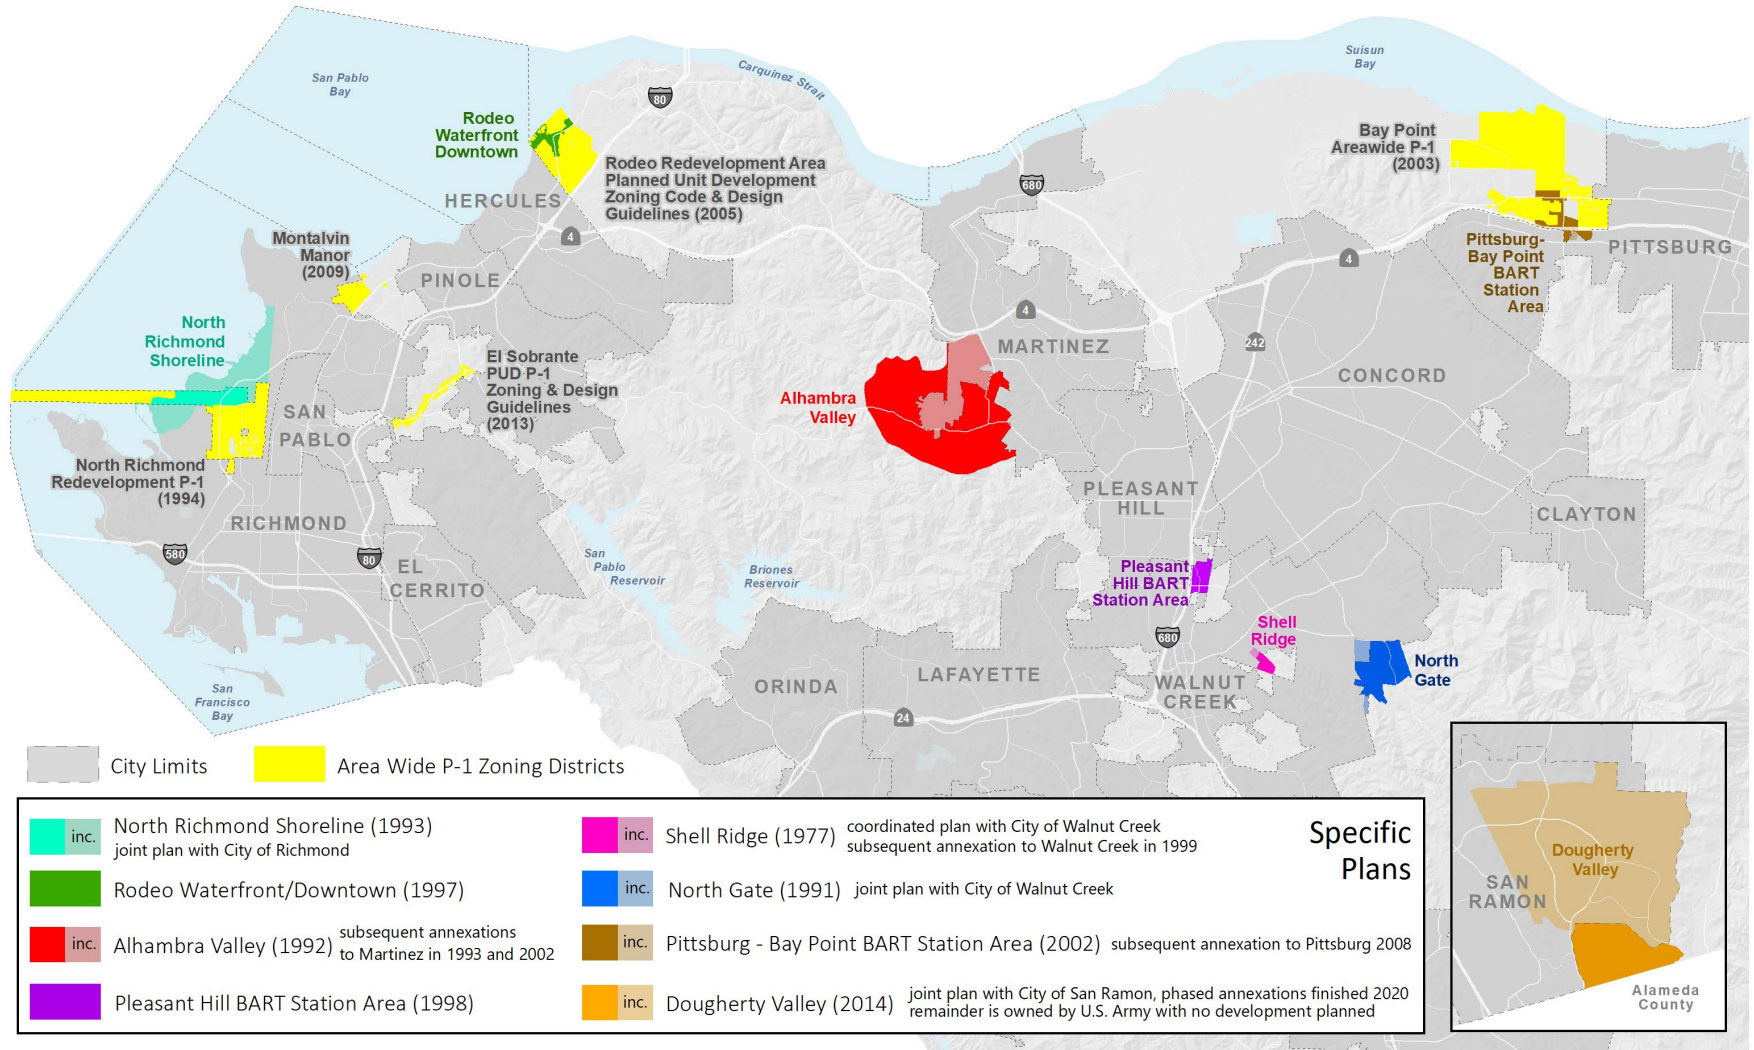 San Pablo
Bay
Carquinez Strait
Suisun
Bay
80
Rodeo
Waterfront
Downtown
Rodeo Redevelopment Area
Planned Unit Development
Zoning Code & Design
Guidelines (2005)
HERCULES
680
Bay Point
Areawide P-1
(2003)
4
4
Pittsburg-
Bay Point
BART
Station
Area
PITTSBURG
Montalvin
Manor
(2009)
PINOLE
4
242
North
Richmond
Shoreline
El Sobrante
PUD P-1
Zoning & Design
Guidelines
(2013)
MARTINEZ
CONCORD
Alhambra
Valley
SAN
PABLO
North Richmond
Redevelopment P-1
(1994)
RICHMOND
PLEASANT
HILL
CLAYTON
580
80
EL
CERRITO
San
Pablo
Reservoir
Briones
Reservoir
Pleasant
Hill BART
Station Area
680
Shell
Ridge
North
Gate
San
Francisco
Bay
ORINDA
LAFAYETTE
WALNUT
CREEK
24
City Limits
Area Wide P-1 Zoning Districts
Specific
Plans
inc.
North Richmond Shoreline (1993)
joint plan with City of Richmond
Rodeo Waterfront/Downtown (1997)
inc.
Alhambra Valley (1992)
subsequent annexations
to Martinez in 1993 and 2002
Pleasant Hill BART Station Area (1998)
inc.
Shell Ridge (1977)
coordinated plan with City of Walnut Creek
subsequent annexation to Walnut Creek in 1999
inc.
North Gate (1991)
joint plan with City of Walnut Creek
inc.
Pittsburg - Bay Point BART Station Area (2002)
subsequent annexation to Pittsburg 2008
inc.
Dougherty Valley (2014)
joint plan with City of San Ramon, phased annexations finished 2020
remainder is owned by U.S. Army with no development planned
Dougherty
Valley
SAN
RAMON
Alameda
County